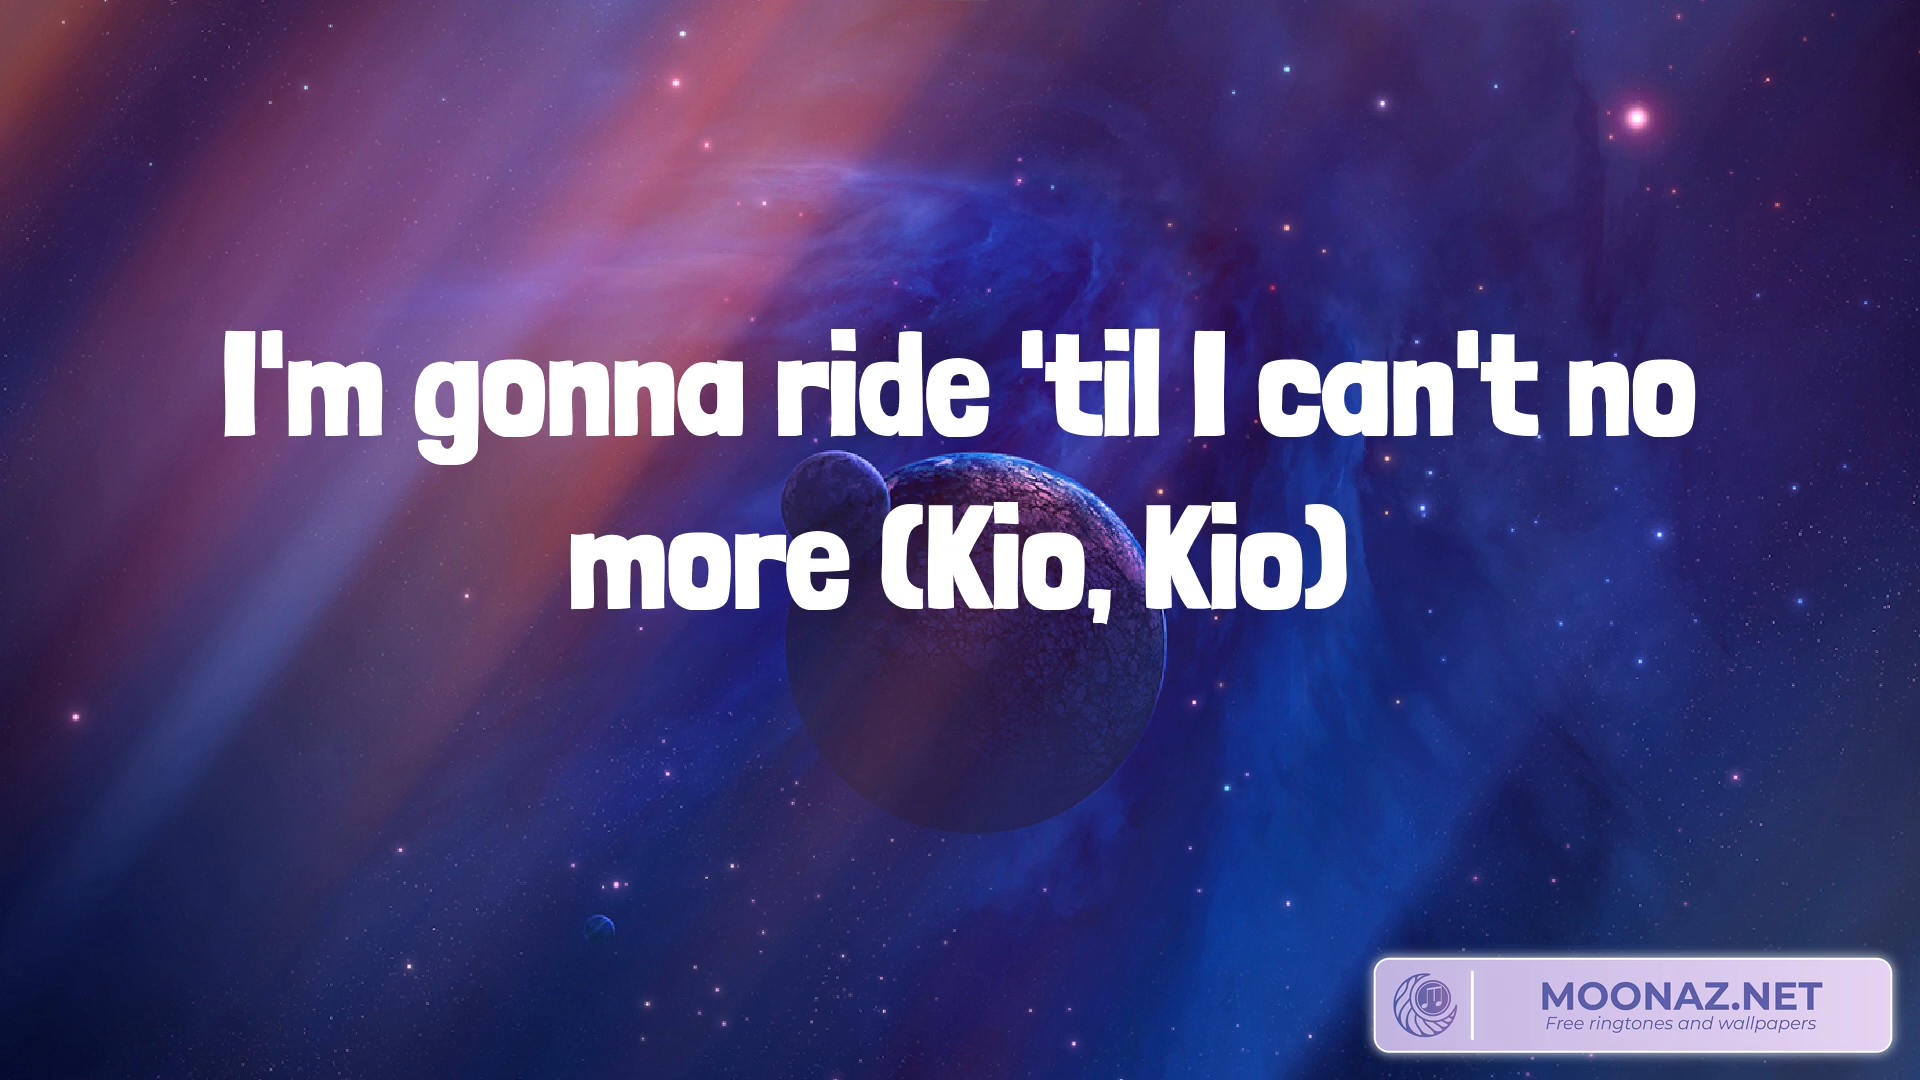 I'm gonna ride 'til I can't no
more (Kio, Kio)
MOONAZ.NET
Free ringtones and wallpapers